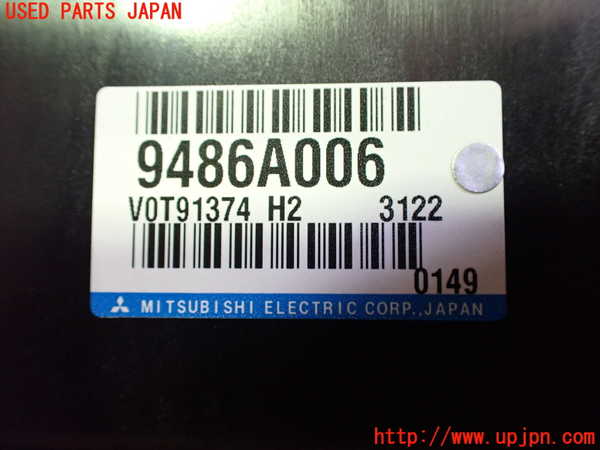 USED PARTS JAPAN
9486A006
V0T91374 H2 3122
0149
MITSUBISHI ELECTRIC CORP.,JAPAN
http://www.upjpn.com/